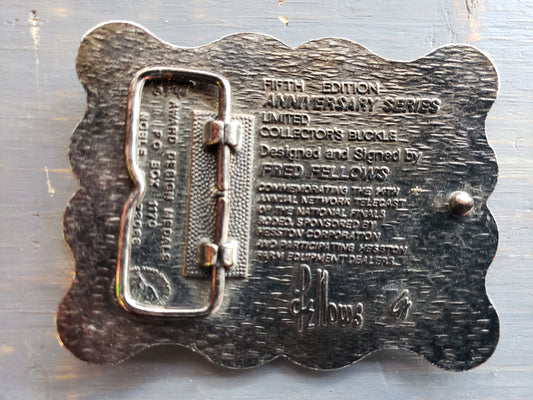 FIFTH EDITION
ANNIVERSARY SERIES
LIMITED
COLLECTOR'S BUCKLE
Designed and Signed by
FRED FELLOWS
COMMEMORATING THE
ANNUAL NETWORK TELECAST
OF THE NATIONAL FINALS
RODEO. SPONSORED BY
HESSTON CORPORATION
AND PARTICIPATING HESSTON
FARM EQUIPMENT DEALERS.
Fellows
AWARD DESIGN MEDALS
P.O. BOX
NOBLE